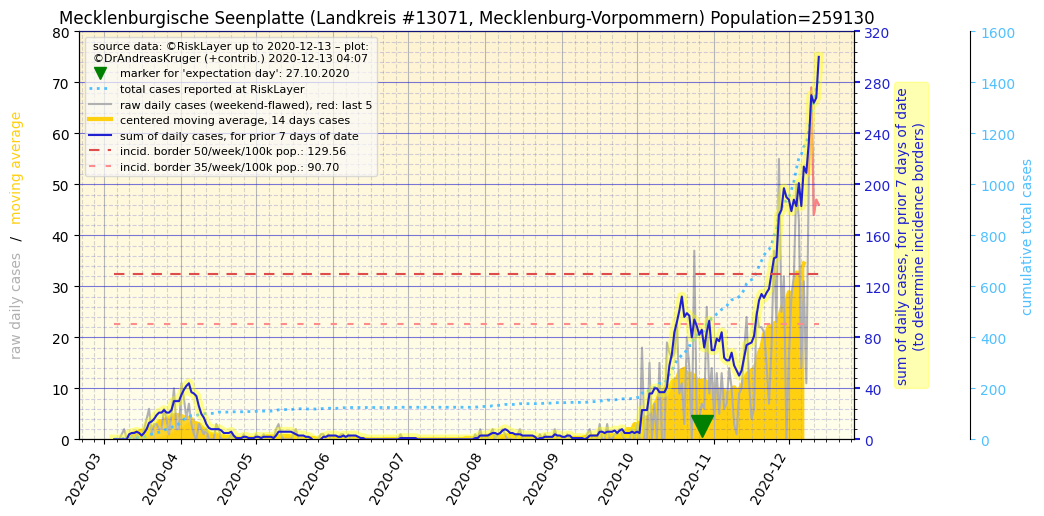 Mecklenburgische Seenplatte (Landkreis #13071, Mecklenburg-Vorpommern) Population=259130
source data: ©RiskLayer up to 2020-12-13 – plot:
©DrAndreasKruger (+contrib.) 2020-12-13 04:07
marker for 'expectation day': 27.10.2020
total cases reported at RiskLayer
raw daily cases (weekend-flawed), red: last 5
centered moving average, 14 days cases
sum of daily cases, for prior 7 days of date
incid. border 50/week/100k pop.: 129.56
incid. border 35/week/100k pop.: 90.70
raw daily cases / moving average
80
70
60
50
40
30
20
10
0
2020-03
2020-04
2020-05
2020-06
2020-07
2020-08
2020-09
2020-10
2020-11
2020-12
320
280
240
200
160
120
80
40
0
sum of daily cases, for prior 7 days of date
(to determine incidence borders)
1600
1400
1200
1000
800
600
400
200
0
cumulative total cases